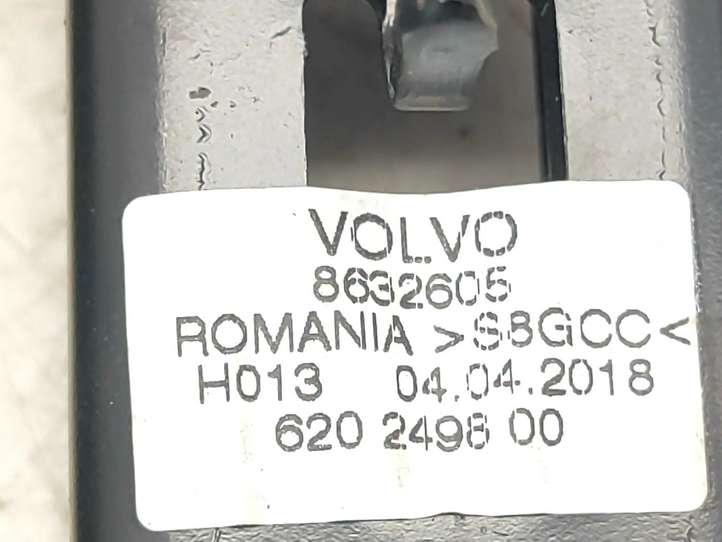 VOLVO
8632605
ROMANIA >S8GCC<
H013 04.04.2018
620 2498 00